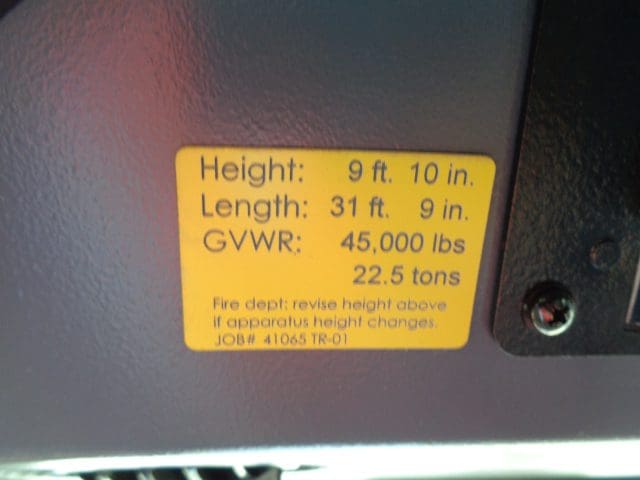 Height: 9 ft. 10 in.
Length: 31 ft. 9 in.
GVWR: 45,000 lbs
22.5 tons
Fire dept: revise height above
if apparatus height changes.
JOB# 41065 TR-01